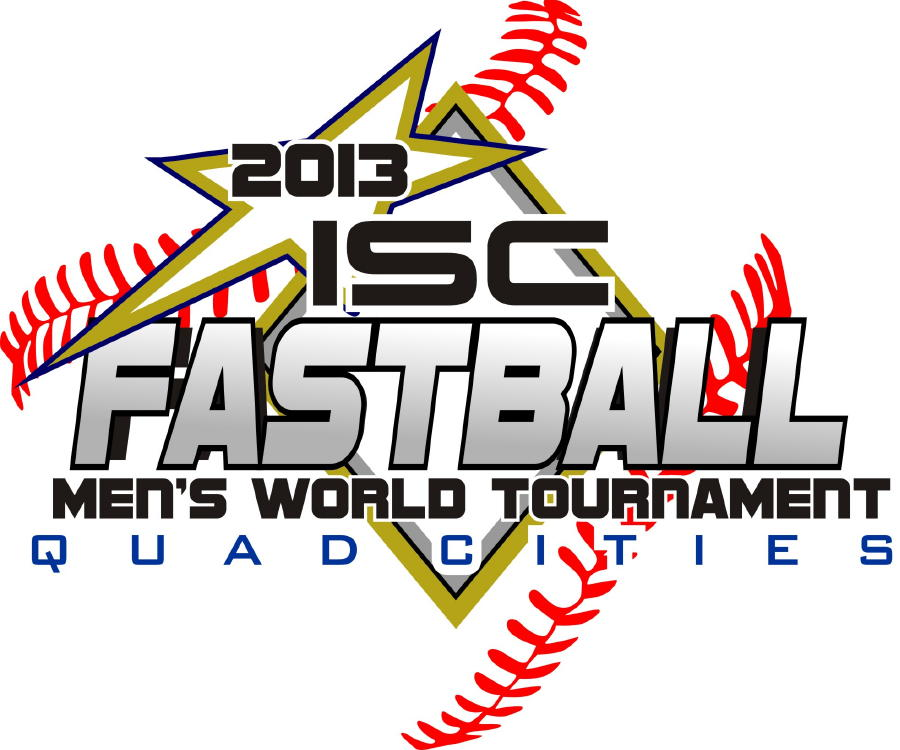 2013
ISC
FASTBALL
MEN'S WORLD TOURNAMENT
QUAD CITIES